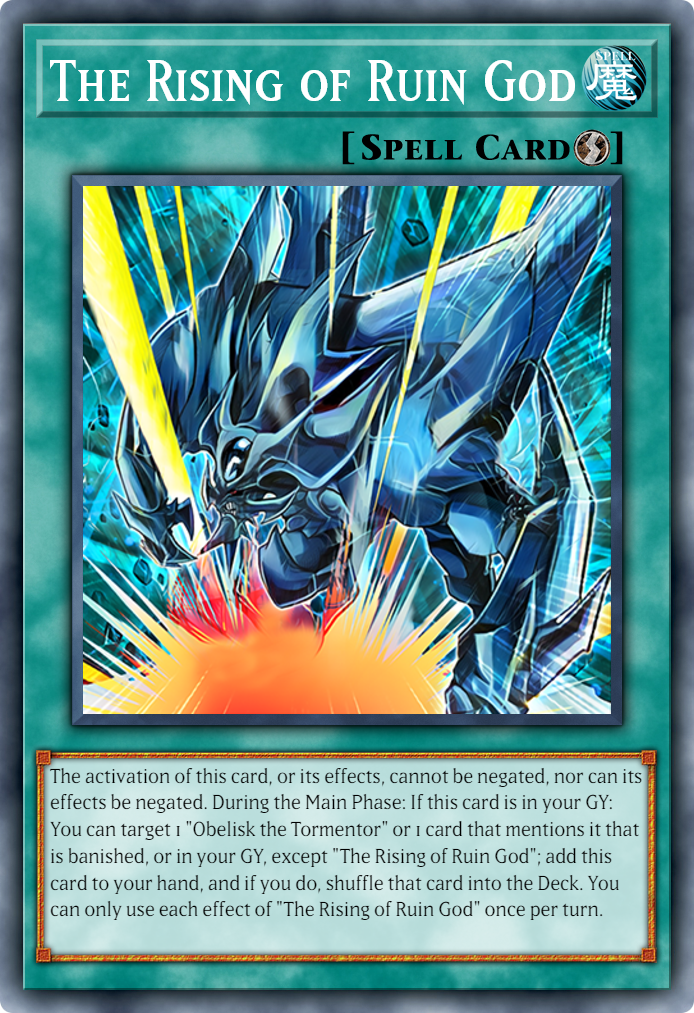 The Rising of Ruin God
SPELL
魔
[Spell Card]
The activation of this card, or its effects, cannot be negated, nor can its
effects be negated. During the Main Phase: If this card is in your GY:
You can target 1 "Obelisk the Tormentor" or 1 card that mentions it that
is banished, or in your GY, except "The Rising of Ruin God"; add this
card to your hand, and if you do, shuffle that card into the Deck. You
can only use each effect of "The Rising of Ruin God" once per turn.